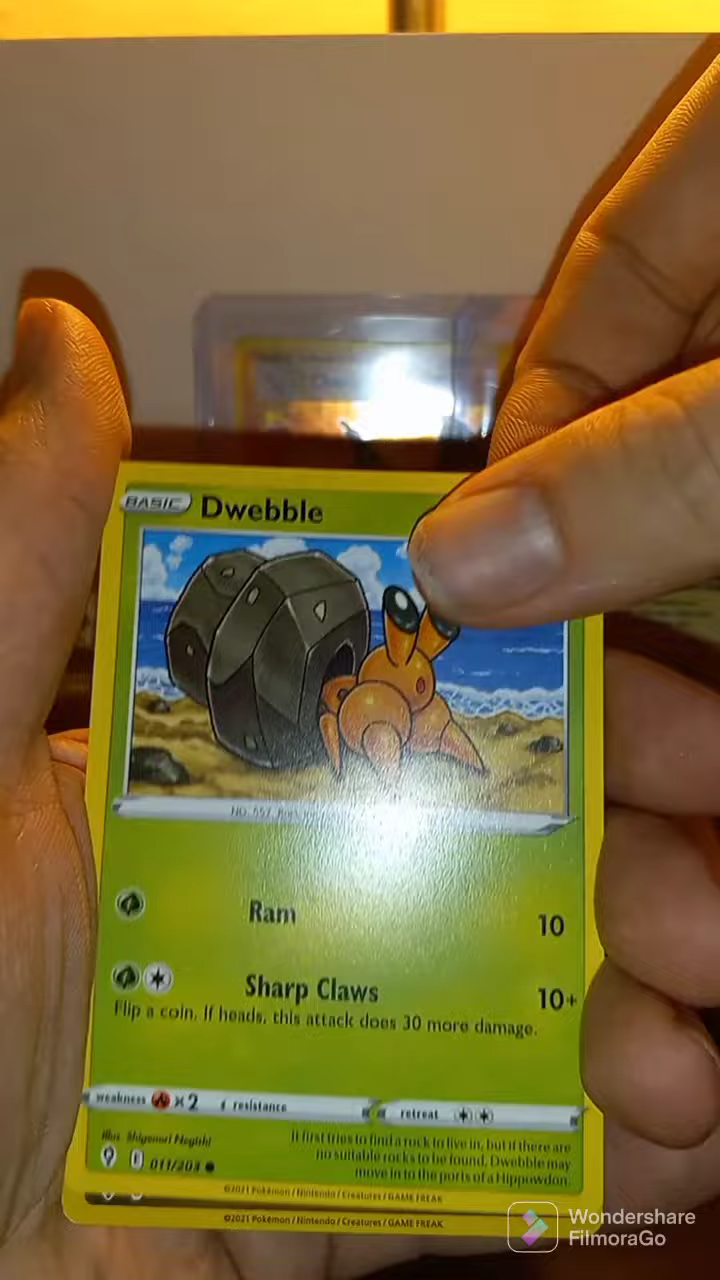 BASIC Dwebble
NO. 557
Ram 10
Sharp Claws 10+
Flip a coin. If heads, this attack does 30 more damage.
weakness ×2 resistance retreat
Illus. Shigenori Negishi
It first tries to find a rock to live in, but if there are
no suitable rocks to be found, Dwebble may
move in to the ports of a Hippowdon.
E 011/203
©2021 Pokémon / Nintendo / Creatures / GAME FREAK
©2021 Pokémon / Nintendo / Creatures / GAME FREAK
Wondershare
FilmoraGo